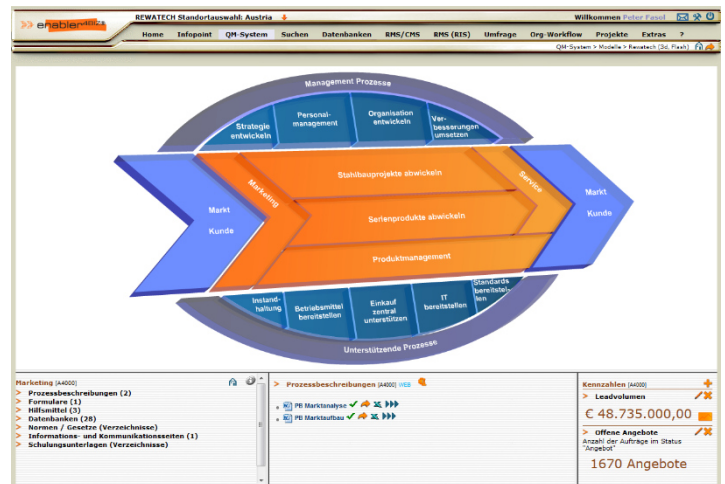 enabler4BIZ
REWATECH Standortauswahl: Austria
Willkommen Peter Fasol
Home Infopoint QM-System Suchen Datenbanken RMS/CMS RMS (RIS) Umfrage Org-Workflow Projekte Extras ?
QM-System > Modelle > Rewatech (3d, Flash)
Management Prozesse
Strategie
entwickeln
Personal-
management
Organisation
entwickeln
Ver-
besserungen
umsetzen
Markt
Kunde
Marketing
Stahlbauprojekte abwickeln
Serienprodukte abwickeln
Produktmanagement
Service
Markt
Kunde
Instand-
haltung
Betriebsmittel
bereitstellen
Einkauf
zentral
unterstützen
IT
bereitstellen
Standards
bereitstel-
len
Unterstützende Prozesse
Marketing [A4000]
> Prozessbeschreibungen (2)
> Formulare (1)
> Hilfsmittel (3)
> Datenbanken (28)
> Normen / Gesetze (Verzeichnisse)
> Informations- und Kommunikationsseiten (1)
> Schulungsunterlagen (Verzeichnisse)
> Prozessbeschreibungen [A4000] WEB
PB Marktanalyse
PB Marktaufbau
Kennzahlen [A4000]
> Leadvolumen
€ 48.735.000,00
> Offene Angebote
Anzahl der Aufträge im Status
"Angebot"
1670 Angebote